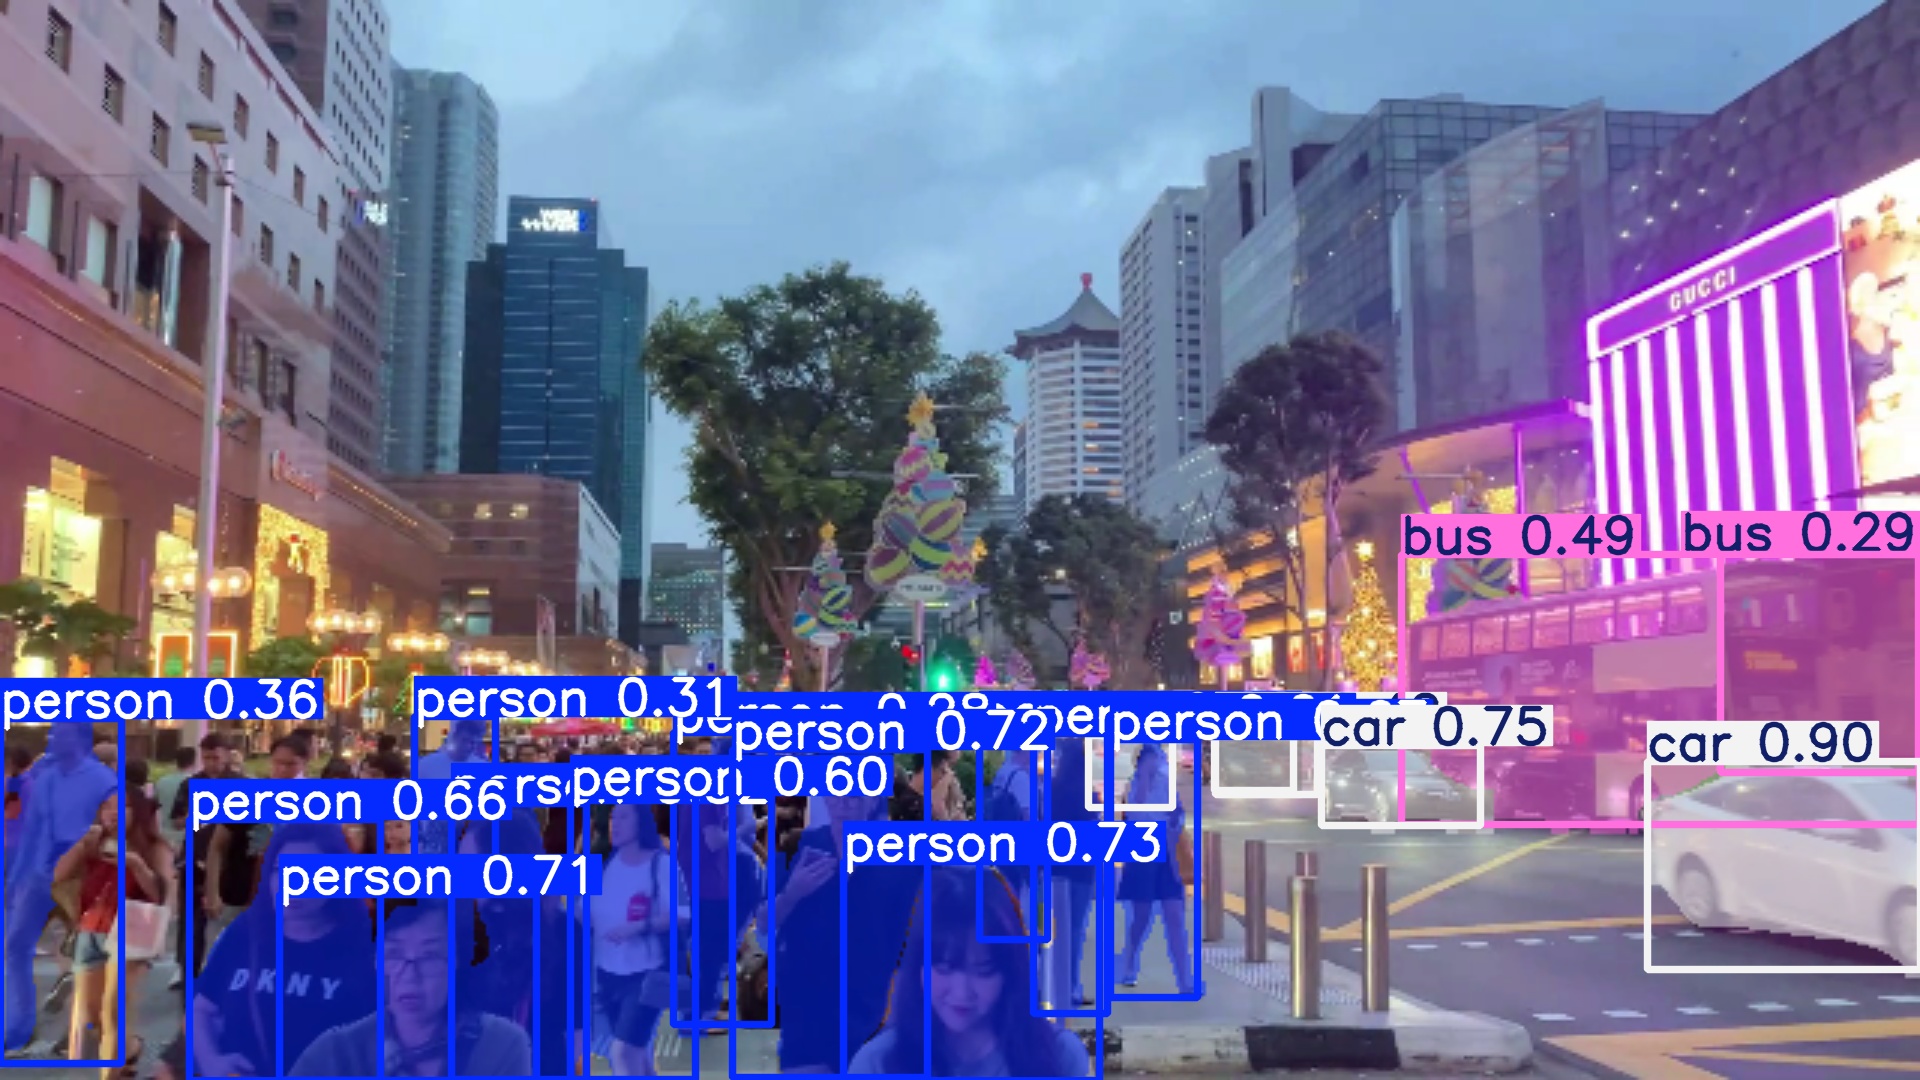 GUCCI
bus 0.49
bus 0.29
person 0.36
person 0.31
person 0.72
person
car 0.75
car 0.90
person 0.66
person 0.60
person 0.73
person 0.71
DKNY